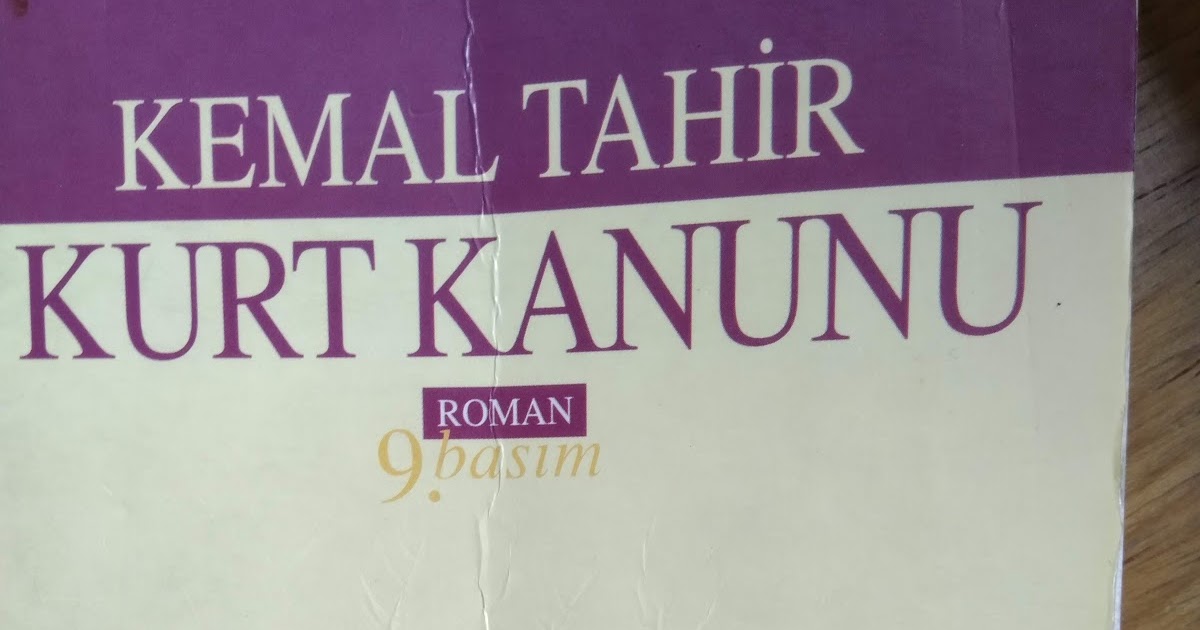 KEMAL TAHİR
KURT KANUNU
ROMAN
9. basım